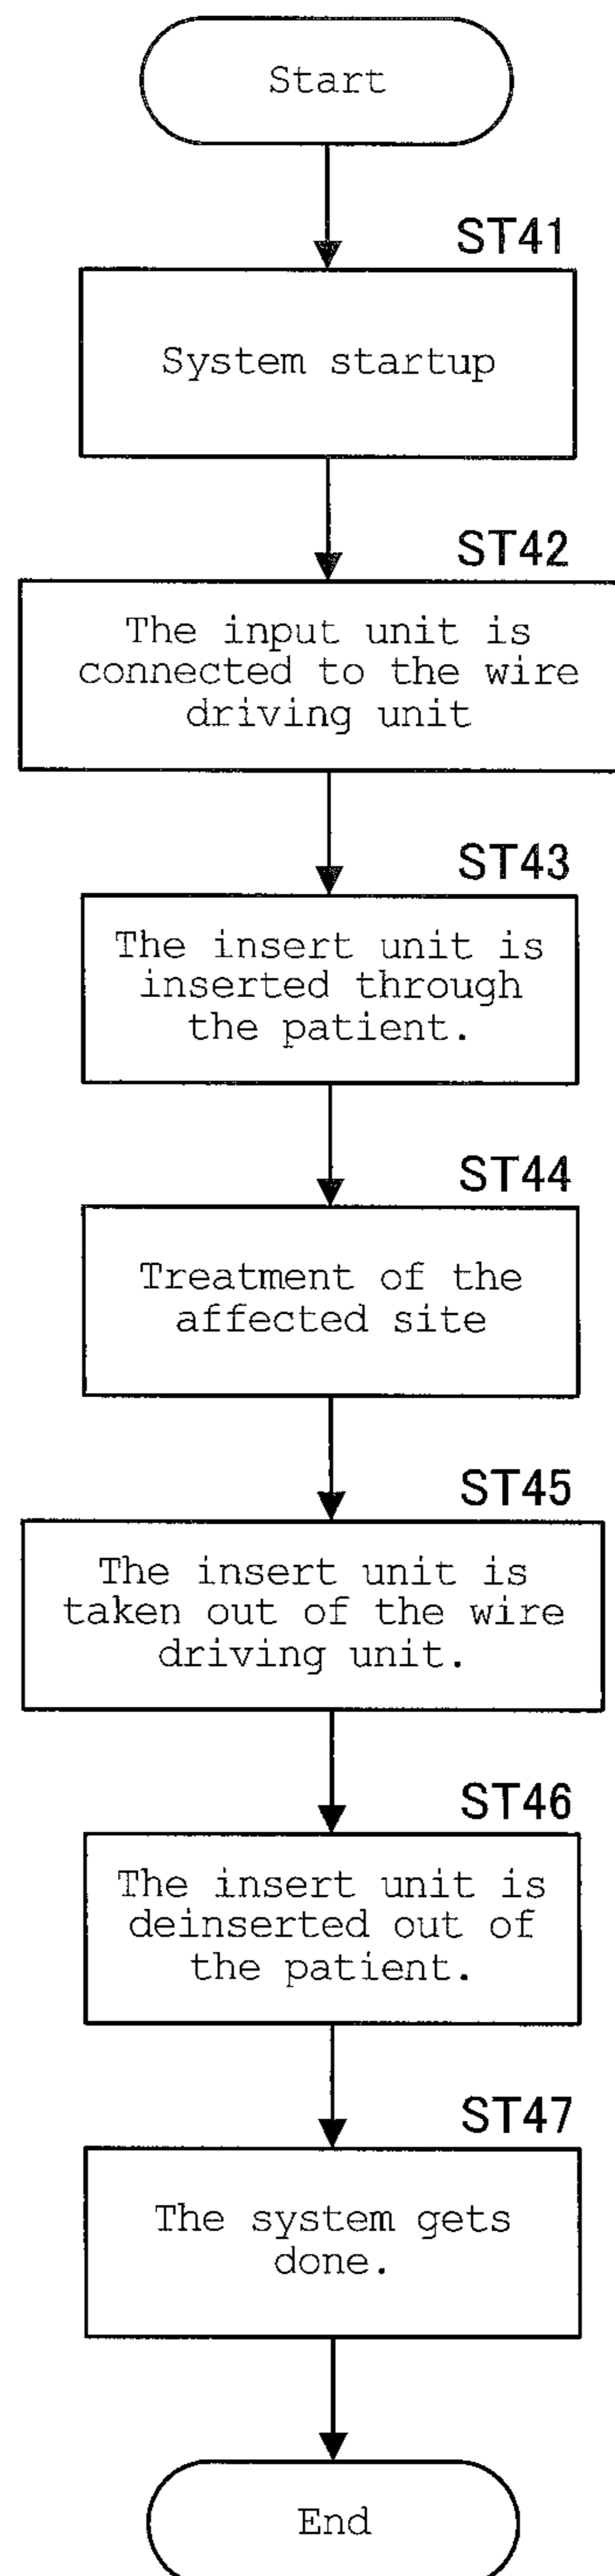 Start
ST41
System startup
ST42
The input unit is
connected to the wire
driving unit
ST43
The insert unit is
inserted through
the patient.
ST44
Treatment of the
affected site
ST45
The insert unit is
taken out of the wire
driving unit.
ST46
The insert unit is
deinserted out of
the patient.
ST47
The system gets
done.
End